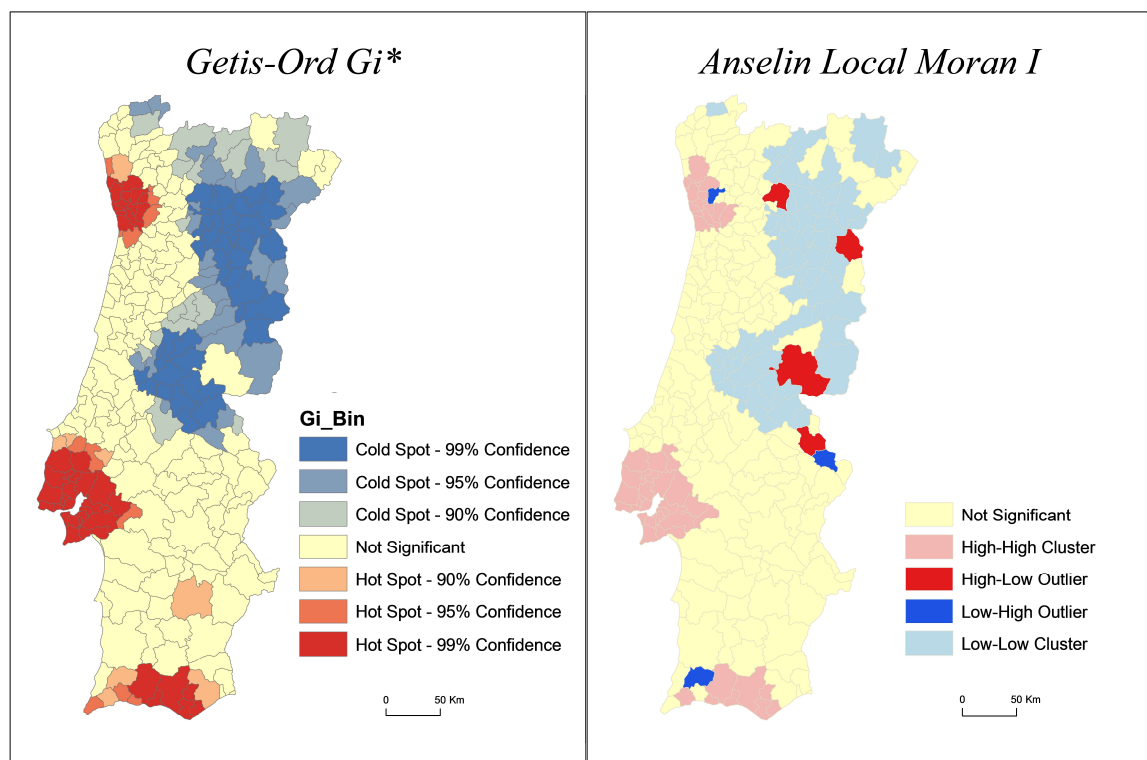 Getis-Ord Gi*
Gi_Bin
Cold Spot - 99% Confidence
Cold Spot - 95% Confidence
Cold Spot - 90% Confidence
Not Significant
Hot Spot - 90% Confidence
Hot Spot - 95% Confidence
Hot Spot - 99% Confidence
0 50 Km
Anselin Local Moran I
Not Significant
High-High Cluster
High-Low Outlier
Low-High Outlier
Low-Low Cluster
0 50 Km